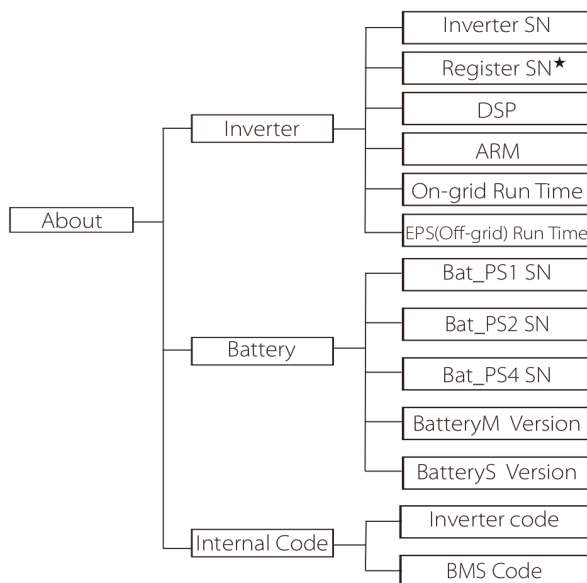 About
Inverter
Inverter SN
Register SN★
DSP
ARM
On-grid Run Time
EPS(Off-grid) Run Time
Battery
Bat_PS1 SN
Bat_PS2 SN
Bat_PS4 SN
BatteryM Version
BatteryS Version
Internal Code
Inverter code
BMS Code